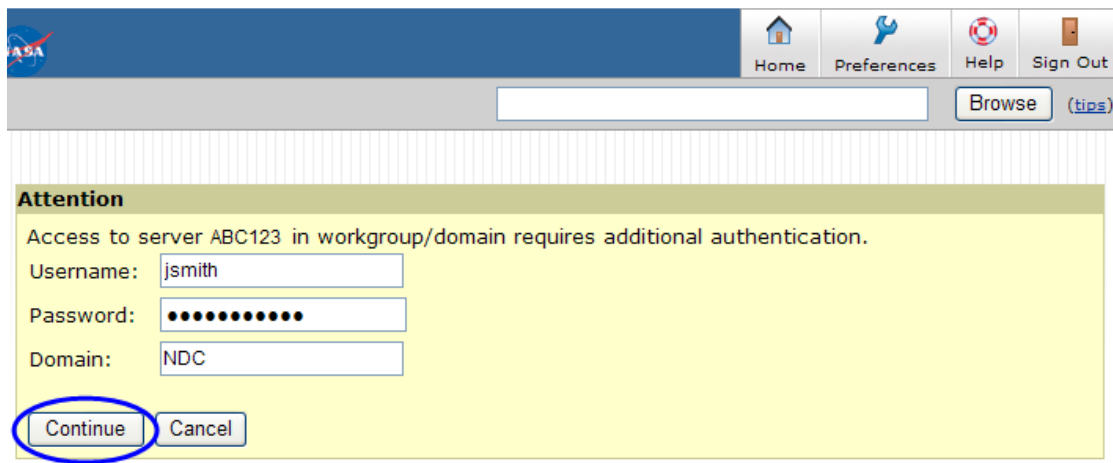 NASA
Home Preferences Help Sign Out
Browse (tips)
Attention
Access to server ABC123 in workgroup/domain requires additional authentication.
Username: jsmith
Password: ●●●●●●●●●●●
Domain: NDC
Continue Cancel